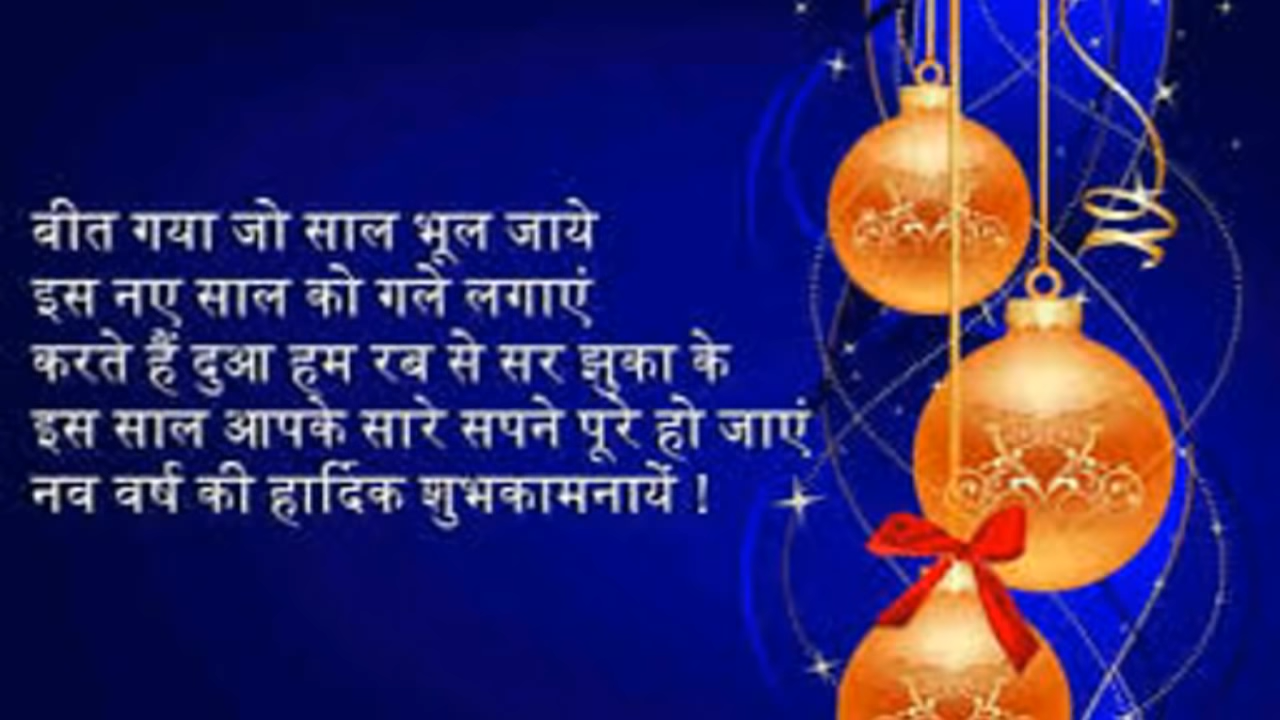 बीत गया जो साल भूल जाये
इस नए साल को गले लगाएं
करते हैं दुआ हम रब से सर झुका के
इस साल आपके सारे सपने पूरे हो जाएं
नव वर्ष की हार्दिक शुभकामनायें !